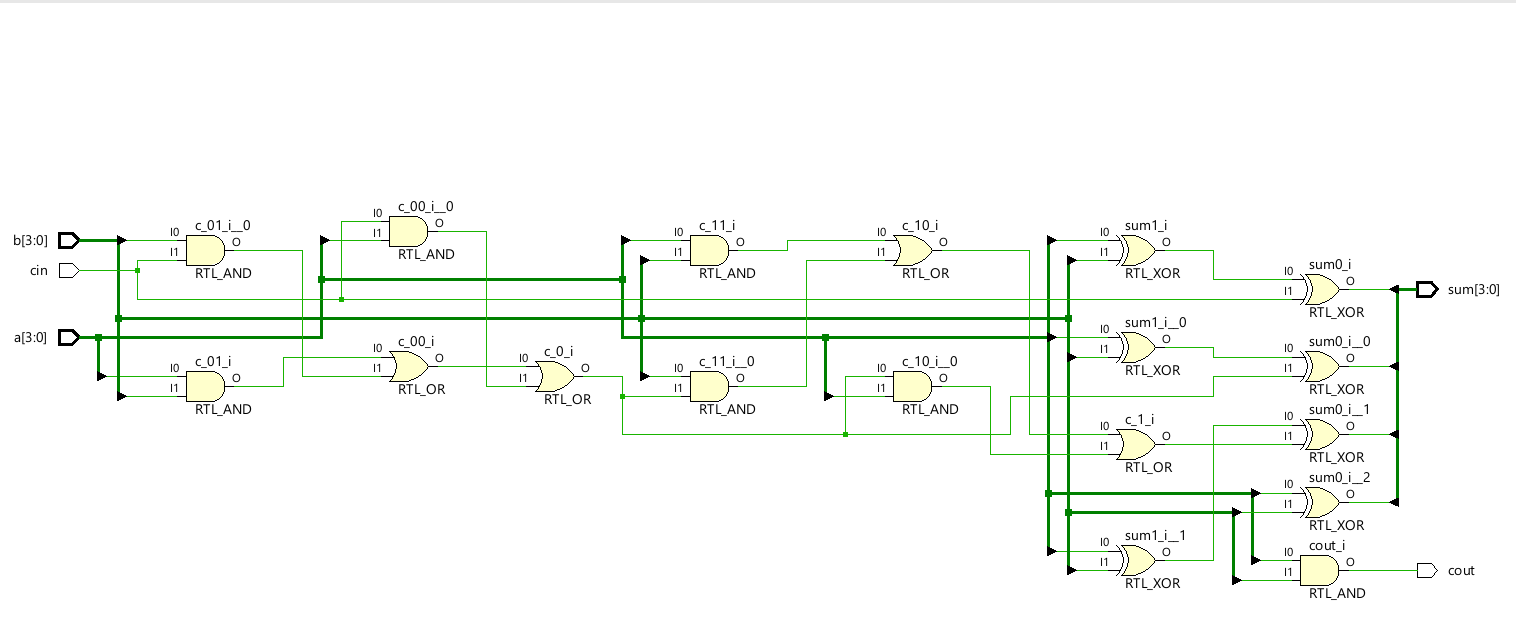 b[3:0]
cin
a[3:0]
c_01_i__0
I0
I1
O
RTL_AND
c_01_i
I0
I1
O
RTL_AND
c_00_i__0
I0
I1
O
RTL_AND
c_00_i
I0
I1
O
RTL_OR
c_0_i
I0
I1
O
RTL_OR
c_11_i
I0
I1
O
RTL_AND
c_11_i__0
I0
I1
O
RTL_AND
c_10_i
I0
I1
O
RTL_OR
c_10_i__0
I0
I1
O
RTL_AND
sum1_i
I0
I1
O
RTL_XOR
sum1_i__0
I0
I1
O
RTL_XOR
c_1_i
I0
I1
O
RTL_OR
sum1_i__1
I0
I1
O
RTL_XOR
sum0_i
I0
I1
O
RTL_XOR
sum0_i__0
I0
I1
O
RTL_XOR
sum0_i__1
I0
I1
O
RTL_XOR
sum0_i__2
I0
I1
O
RTL_XOR
cout_i
I0
I1
O
RTL_AND
sum[3:0]
cout